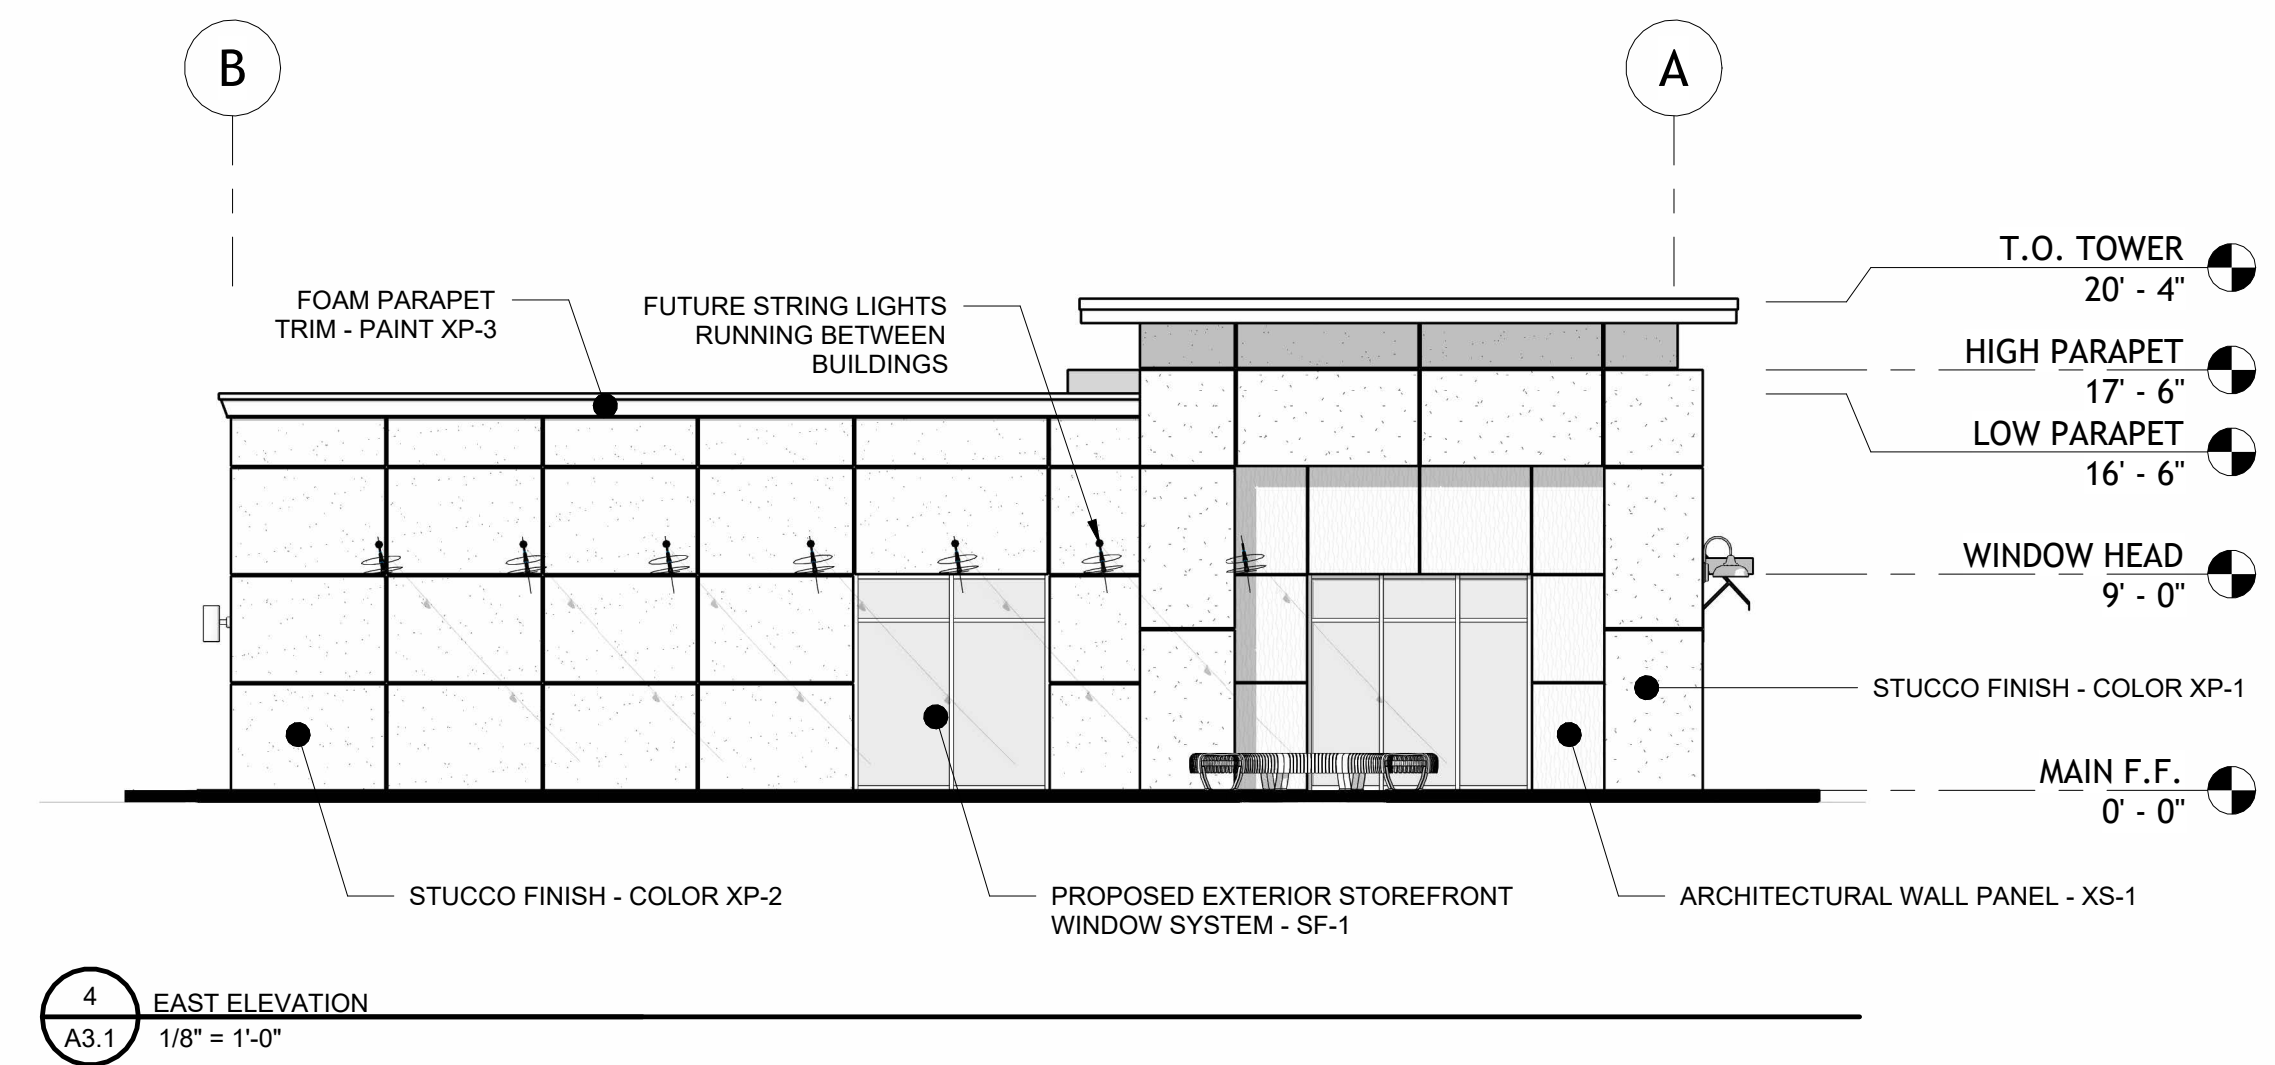 B
A
T.O. TOWER
20' - 4"
FOAM PARAPET
TRIM - PAINT XP-3
FUTURE STRING LIGHTS
RUNNING BETWEEN
BUILDINGS
HIGH PARAPET
17' - 6"
LOW PARAPET
16' - 6"
WINDOW HEAD
9' - 0"
STUCCO FINISH - COLOR XP-1
MAIN F.F.
0' - 0"
STUCCO FINISH - COLOR XP-2
PROPOSED EXTERIOR STOREFRONT
WINDOW SYSTEM - SF-1
ARCHITECTURAL WALL PANEL - XS-1
4
EAST ELEVATION
A3.1
1/8" = 1'-0"